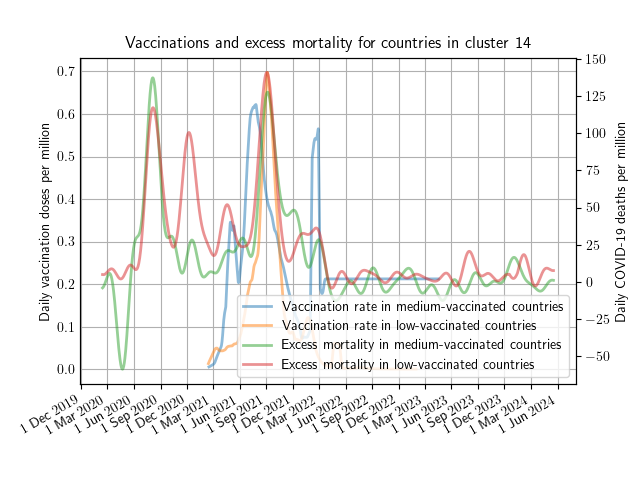 Vaccinations and excess mortality for countries in cluster 14
Daily vaccination doses per million
0.7
0.6
0.5
0.4
0.3
0.2
0.1
0.0
150
125
100
75
50
25
0
−25
−50
Daily COVID-19 deaths per million
Vaccination rate in medium-vaccinated countries
Vaccination rate in low-vaccinated countries
Excess mortality in medium-vaccinated countries
Excess mortality in low-vaccinated countries
1 Dec 2019
1 Mar 2020
1 Jun 2020
1 Sep 2020
1 Dec 2020
1 Mar 2021
1 Jun 2021
1 Sep 2021
1 Dec 2021
1 Mar 2022
1 Jun 2022
1 Sep 2022
1 Dec 2022
1 Mar 2023
1 Jun 2023
1 Sep 2023
1 Dec 2023
1 Mar 2024
1 Jun 2024